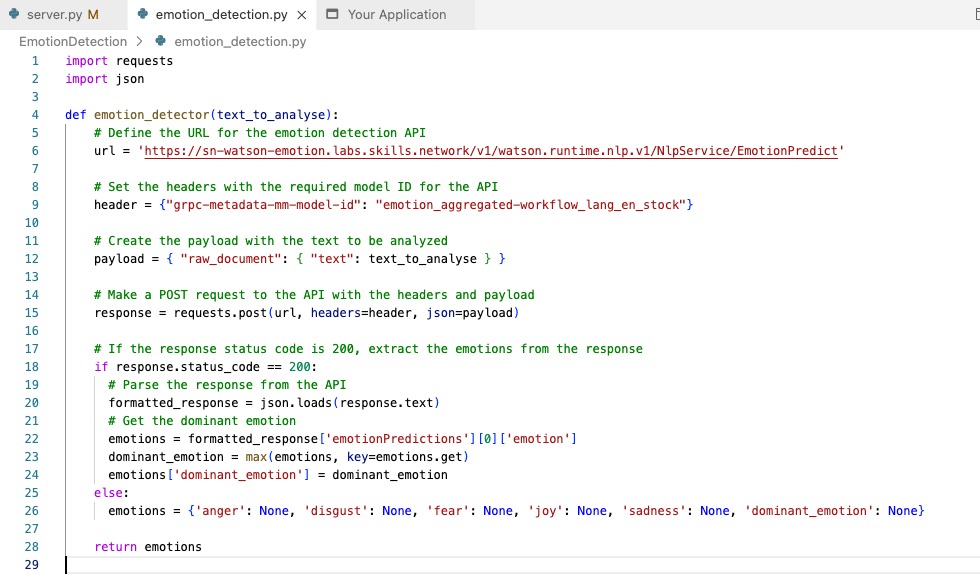 server.py M
emotion_detection.py
Your Application
EmotionDetection > emotion_detection.py
1 import requests
2 import json
3
4 def emotion_detector(text_to_analyse):
5     # Define the URL for the emotion detection API
6     url = 'https://sn-watson-emotion.labs.skills.network/v1/watson.runtime.nlp.v1/NlpService/EmotionPredict'
7
8     # Set the headers with the required model ID for the API
9     header = {"grpc-metadata-mm-model-id": "emotion_aggregated-workflow_lang_en_stock"}
10
11     # Create the payload with the text to be analyzed
12     payload = { "raw_document": { "text": text_to_analyse } }
13
14     # Make a POST request to the API with the headers and payload
15     response = requests.post(url, headers=header, json=payload)
16
17     # If the response status code is 200, extract the emotions from the response
18     if response.status_code == 200:
19       # Parse the response from the API
20       formatted_response = json.loads(response.text)
21       # Get the dominant emotion
22       emotions = formatted_response['emotionPredictions'][0]['emotion']
23       dominant_emotion = max(emotions, key=emotions.get)
24       emotions['dominant_emotion'] = dominant_emotion
25     else:
26       emotions = {'anger': None, 'disgust': None, 'fear': None, 'joy': None, 'sadness': None, 'dominant_emotion': None}
27
28     return emotions
29